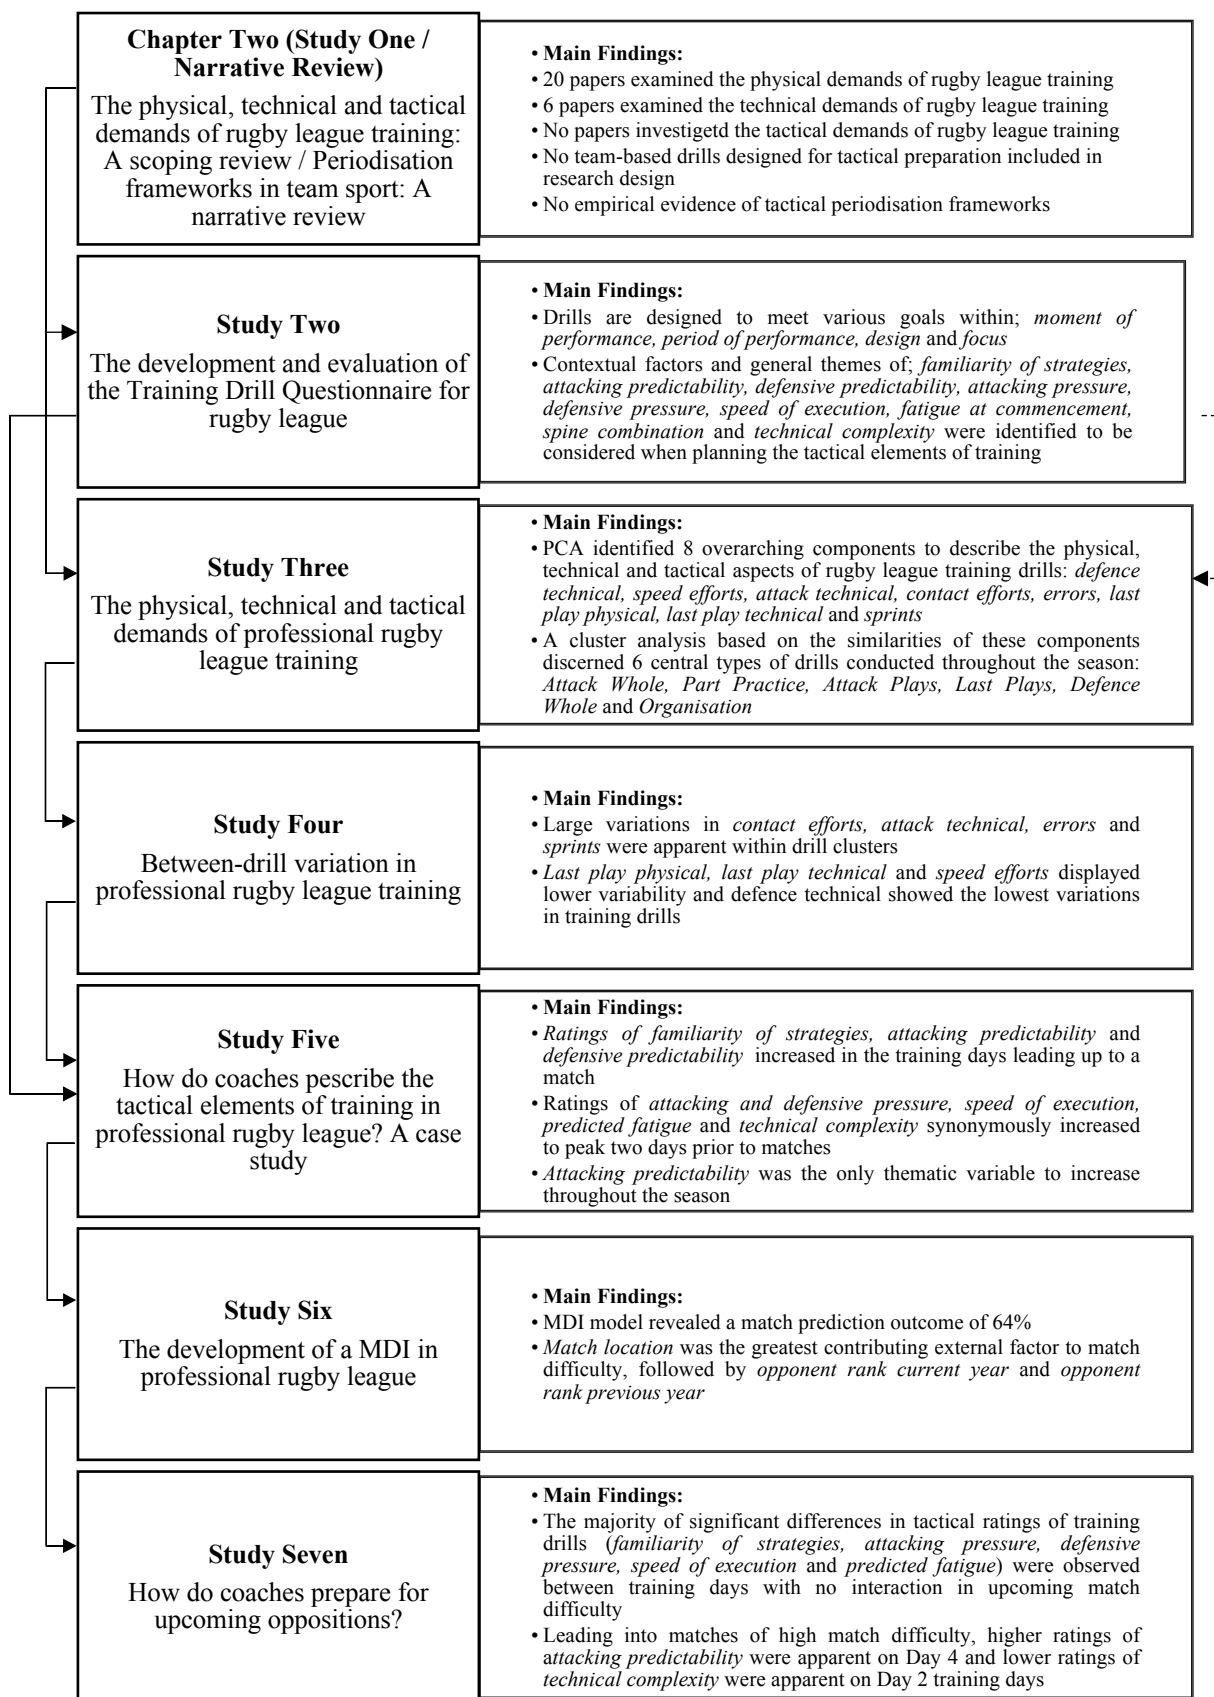 Chapter Two (Study One /
Narrative Review)
The physical, technical and tactical
demands of rugby league training:
A scoping review / Periodisation
frameworks in team sport: A
narrative review
• Main Findings:
• 20 papers examined the physical demands of rugby league training
• 6 papers examined the technical demands of rugby league training
• No papers investigetd the tactical demands of rugby league training
• No team-based drills designed for tactical preparation included in
research design
• No empirical evidence of tactical periodisation frameworks
Study Two
The development and evaluation of
the Training Drill Questionnaire for
rugby league
• Main Findings:
• Drills are designed to meet various goals within; moment of
performance, period of performance, design and focus
• Contextual factors and general themes of; familiarity of strategies,
attacking predictability, defensive predictability, attacking pressure,
defensive pressure, speed of execution, fatigue at commencement,
spine combination and technical complexity were identified to be
considered when planning the tactical elements of training
Study Three
The physical, technical and tactical
demands of professional rugby
league training
• Main Findings:
• PCA identified 8 overarching components to describe the physical,
technical and tactical aspects of rugby league training drills: defence
technical, speed efforts, attack technical, contact efforts, errors, last
play physical, last play technical and sprints
• A cluster analysis based on the similarities of these components
discerned 6 central types of drills conducted throughout the season:
Attack Whole, Part Practice, Attack Plays, Last Plays, Defence
Whole and Organisation
Study Four
Between-drill variation in
professional rugby league training
• Main Findings:
• Large variations in contact efforts, attack technical, errors and
sprints were apparent within drill clusters
• Last play physical, last play technical and speed efforts displayed
lower variability and defence technical showed the lowest variations
in training drills
Study Five
How do coaches pescribe the
tactical elements of training in
professional rugby league? A case
study
• Main Findings:
• Ratings of familiarity of strategies, attacking predictability and
defensive predictability increased in the training days leading up to a
match
• Ratings of attacking and defensive pressure, speed of execution,
predicted fatigue and technical complexity synonymously increased
to peak two days prior to matches
• Attacking predictability was the only thematic variable to increase
throughout the season
Study Six
The development of a MDI in
professional rugby league
• Main Findings:
• MDI model revealed a match prediction outcome of 64%
• Match location was the greatest contributing external factor to match
difficulty, followed by opponent rank current year and opponent
rank previous year
Study Seven
How do coaches prepare for
upcoming oppositions?
• Main Findings:
• The majority of significant differences in tactical ratings of training
drills (familiarity of strategies, attacking pressure, defensive
pressure, speed of execution and predicted fatigue) were observed
between training days with no interaction in upcoming match
difficulty
• Leading into matches of high match difficulty, higher ratings of
attacking predictability were apparent on Day 4 and lower ratings of
technical complexity were apparent on Day 2 training days